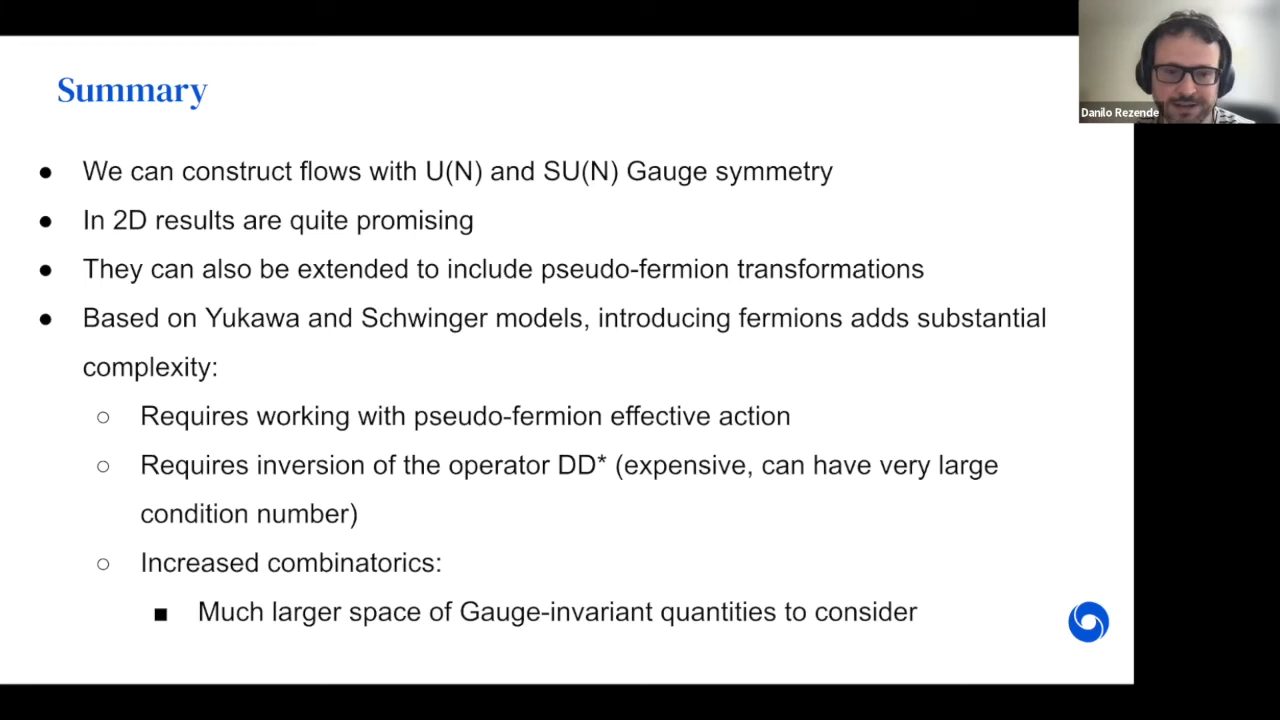 Summary
Danilo Rezende
● We can construct flows with U(N) and SU(N) Gauge symmetry
● In 2D results are quite promising
● They can also be extended to include pseudo-fermion transformations
● Based on Yukawa and Schwinger models, introducing fermions adds substantial
complexity:
○ Requires working with pseudo-fermion effective action
○ Requires inversion of the operator DD* (expensive, can have very large
condition number)
○ Increased combinatorics:
■ Much larger space of Gauge-invariant quantities to consider